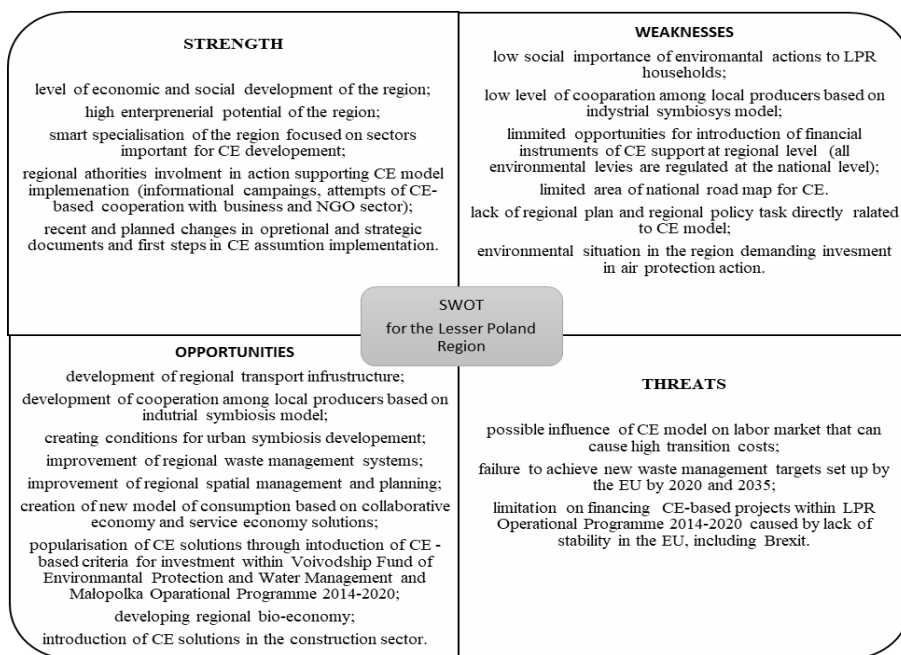 STRENGTH
level of economic and social development of the region;
high enterprenerial potential of the region;
smart specialisation of the region focused on sectors
important for CE developement;
regional athorities involment in action supporting CE model
implemenation (informational campaings, attempts of CE-
based cooperation with business and NGO sector);
recent and planned changes in opretional and strategic
documents and first steps in CE assumtion implementation.
WEAKNESSES
low social importance of enviromantal actions to LPR
households;
low level of cooparation among local producers based on
indystrial symbiosys model;
limmited opportunities for introduction of financial
instruments of CE support at regional level (all
environmental levies are regulated at the national level);
limited area of national road map for CE.
lack of regional plan and regional policy task directly ralated
to CE model;
environmental situation in the region demanding invesment
in air protection action.
SWOT
for the Lesser Poland
Region
OPPORTUNITIES
development of regional transport infrustructure;
development of cooperation among local producers based on
indutrial symbiosis model;
creating conditions for urban symbiosis developement;
improvement of regional waste management systems;
improvement of regional spatial management and planning;
creation of new model of consumption based on collaborative
economy and service economy solutions;
popularisation of CE solutions through intoduction of CE -
based criteria for investment within Voivodship Fund of
Environmantal Protection and Water Management and
Małopolka Oparational Programme 2014-2020;
developing regional bio-economy;
introduction of CE solutions in the construction sector.
THREATS
possible influence of CE model on labor market that can
cause high transition costs;
failure to achieve new waste management targets set up by
the EU by 2020 and 2035;
limitation on financing CE-based projects within LPR
Operational Programme 2014-2020 caused by lack of
stability in the EU, including Brexit.